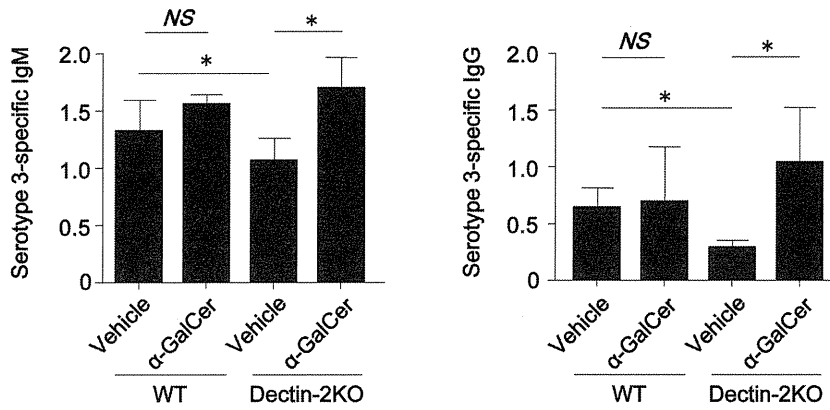 NS
*
*
2.0
1.5
1.0
0.5
0
Serotype 3-specific IgM
Vehicle
α-GalCer
Vehicle
α-GalCer
WT
Dectin-2KO
NS
*
*
2.0
1.5
1.0
0.5
0
Serotype 3-specific IgG
Vehicle
α-GalCer
Vehicle
α-GalCer
WT
Dectin-2KO